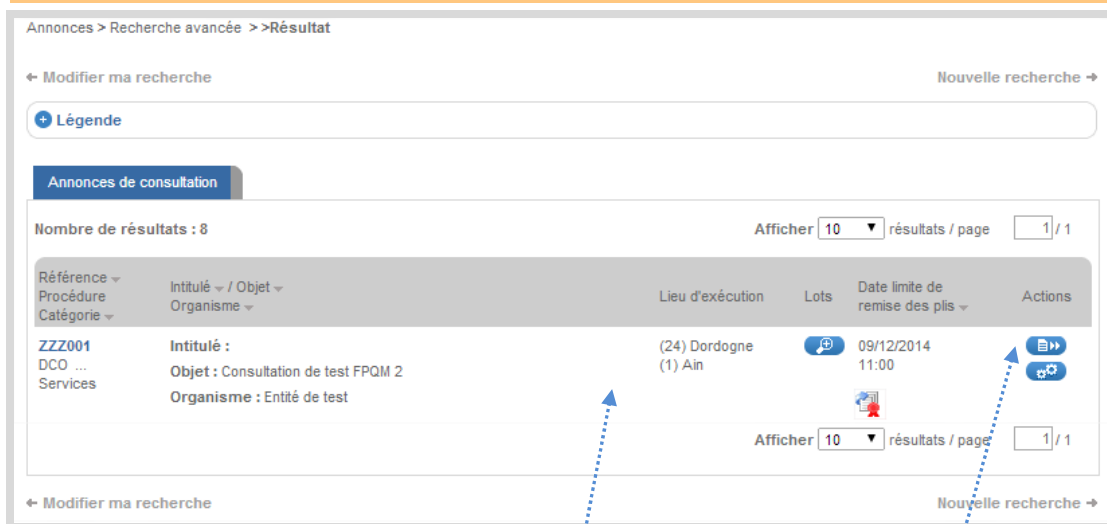 Annonces > Recherche avancée > >Résultat
Modifier ma recherche
Nouvelle recherche
Légende
Annonces de consultation
Nombre de résultats : 8
Afficher 10 résultats / page 1 / 1
Référence
Procédure
Catégorie
Intitulé / Objet
Organisme
Lieu d'exécution
Lots
Date limite de
remise des plis
Actions
ZZZ001
DCO ...
Services
Intitulé :
Objet : Consultation de test FPQM 2
Organisme : Entité de test
(24) Dordogne
(1) Ain
09/12/2014
11:00
Afficher 10 résultats / page 1 / 1
Modifier ma recherche
Nouvelle recherche